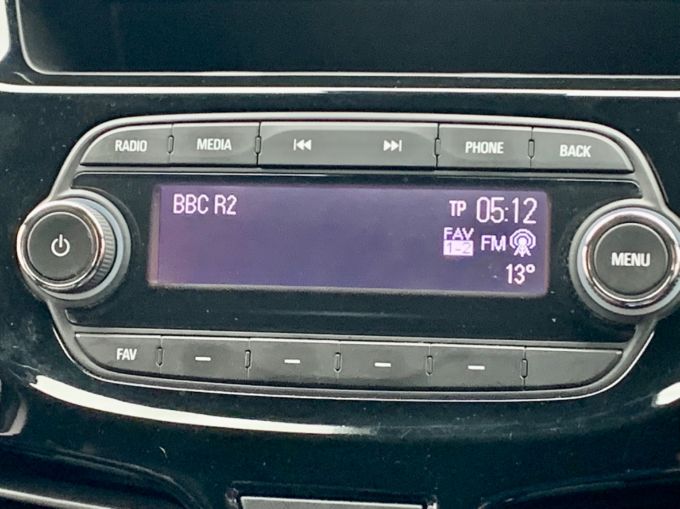 RADIO MEDIA PHONE BACK
BBC R2 TP 05:12
FAV 1-2 FM
13°
MENU
FAV